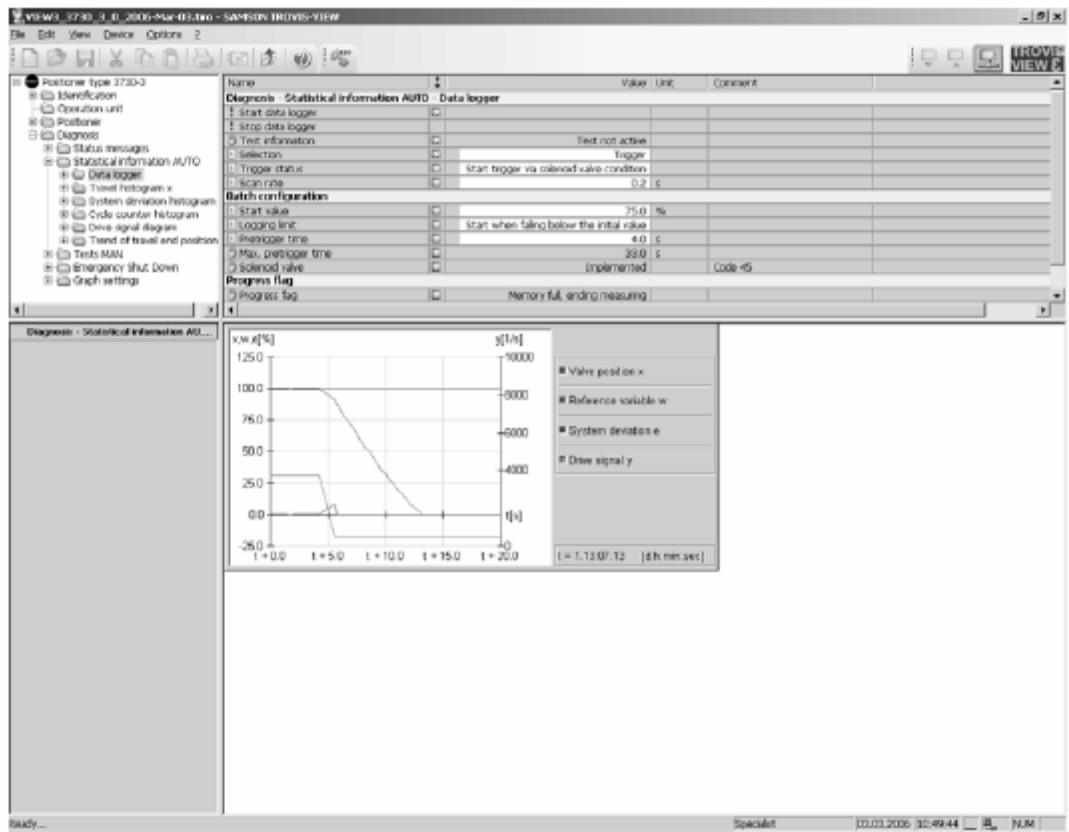 VIEW3_3730_3_0_2006-Mar-03.tro - SAMSON TROVIS-VIEW
File Edit View Device Options ?
TROVIS
VIEW
Positioner type 3730-3
Identification
Operation unit
Positioner
Diagnosis
Status messages
Statistical information AUTO
Data logger
Travel histogram x
System deviation histogram
Cycle counter histogram
Drive signal diagram
Trend of travel end position
Tests MAN
Emergency Shut Down
Graph settings
Name Value Unit Comment
Diagnosis - Statistical information AUTO - Data logger
! Start data logger
! Stop data logger
Test information Test not active
Selection Trigger
Trigger status Start trigger via solenoid valve condition
Scan rate 0.2 s
Batch configuration
Start value 75.0 %
Logging limit Start when falling below the initial value
Pretrigger time 4.0 s
Max. pretrigger time 33.0 s
Solenoid valve Implemented Code 45
Progress flag
Progress flag Memory full, ending measuring
Diagnosis - Statistical information AU...
x,w,e[%] y[1/s]
125.0 10000
100.0 8000
75.0 6000
50.0 4000
25.0
0.0 t[s]
-25.0 0
t + 0.0 t + 5.0 t + 10.0 t + 15.0 t + 20.0
Valve position x
Reference variable w
System deviation e
Drive signal y
t = 1.13:07:13 [d.h:min:sec]
Ready... Specialist 03.03.2006 10:49:44 NUM